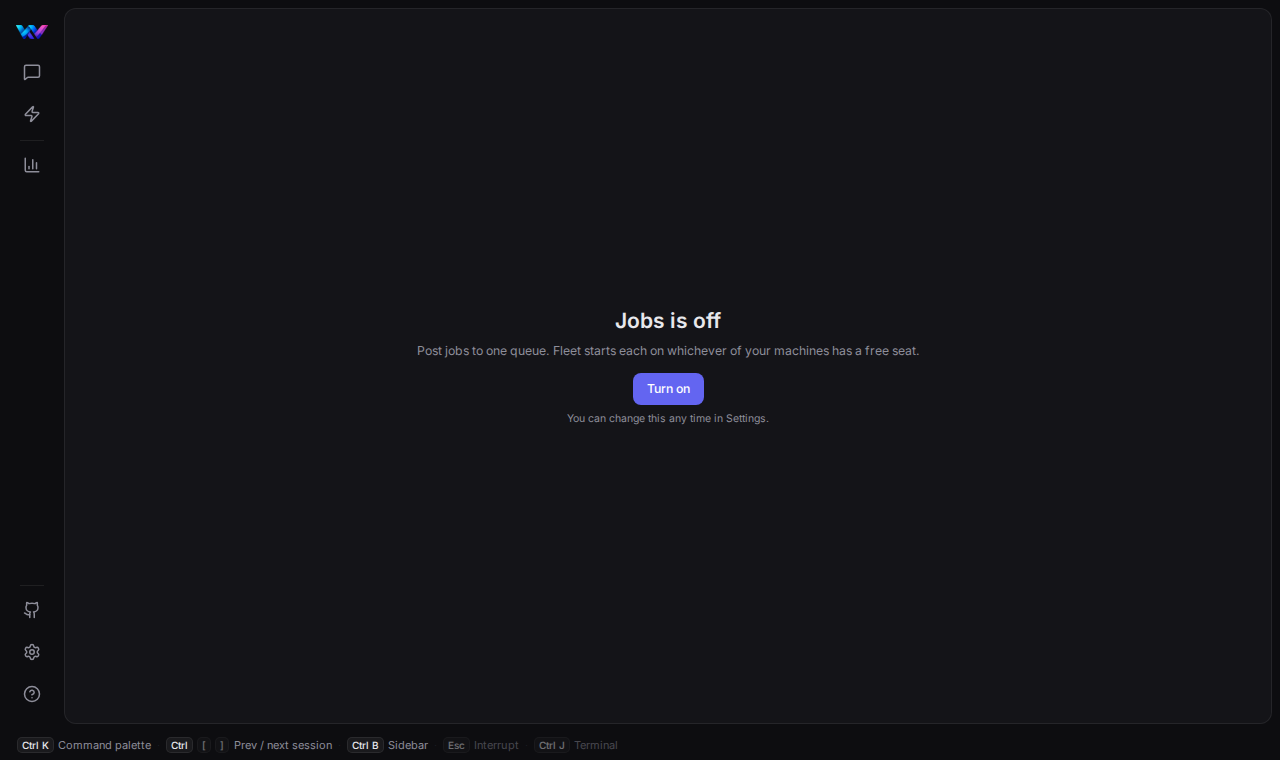 Jobs is off
Post jobs to one queue. Fleet starts each on whichever of your machines has a free seat.
Turn on
You can change this any time in Settings.
Ctrl K Command palette Ctrl [ ] Prev / next session Ctrl B Sidebar Esc Interrupt Ctrl J Terminal